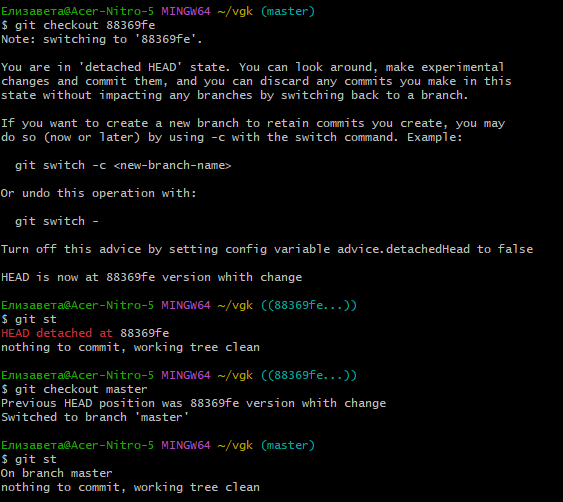 Елизавета@Acer-Nitro-5 MINGW64 ~/vgk (master)
$ git checkout 88369fe
Note: switching to '88369fe'.
You are in 'detached HEAD' state. You can look around, make experimental
changes and commit them, and you can discard any commits you make in this
state without impacting any branches by switching back to a branch.
If you want to create a new branch to retain commits you create, you may
do so (now or later) by using -c with the switch command. Example:
git switch -c <new-branch-name>
Or undo this operation with:
git switch -
Turn off this advice by setting config variable advice.detachedHead to false
HEAD is now at 88369fe version whith change
Елизавета@Acer-Nitro-5 MINGW64 ~/vgk ((88369fe...))
$ git st
HEAD detached at 88369fe
nothing to commit, working tree clean
Елизавета@Acer-Nitro-5 MINGW64 ~/vgk ((88369fe...))
$ git checkout master
Previous HEAD position was 88369fe version whith change
Switched to branch 'master'
Елизавета@Acer-Nitro-5 MINGW64 ~/vgk (master)
$ git st
On branch master
nothing to commit, working tree clean